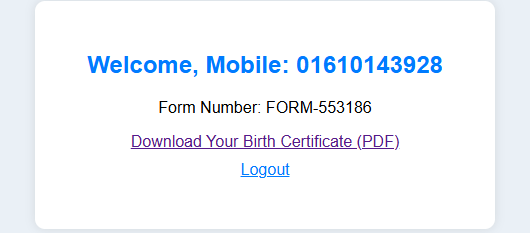 Welcome, Mobile: 01610143928
Form Number: FORM-553186
Download Your Birth Certificate (PDF)
Logout